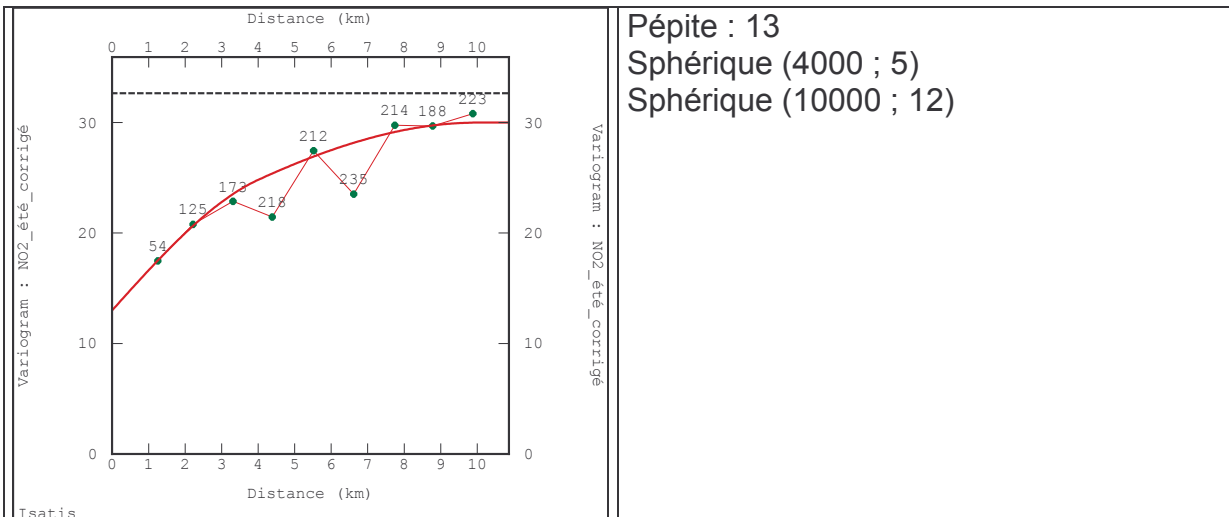 Distance (km)
0 1 2 3 4 5 6 7 8 9 10
Variogram : NO2_été_corrigé
30
20
10
0
54
125
173
218
212
235
214
188
223
30
20
10
0
Variogram : NO2_été_corrigé
0 1 2 3 4 5 6 7 8 9 10
Distance (km)
Isatis
Pépite : 13
Sphérique (4000 ; 5)
Sphérique (10000 ; 12)